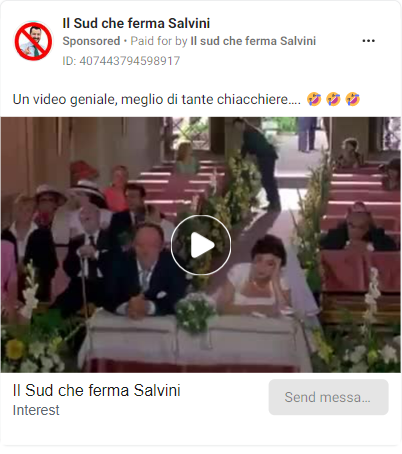 Il Sud che ferma Salvini
Sponsored • Paid for by Il sud che ferma Salvini
ID: 407443794598917
Un video geniale, meglio di tante chiacchiere.... 🤣 🤣 🤣
Il Sud che ferma Salvini
Send messa...
Interest